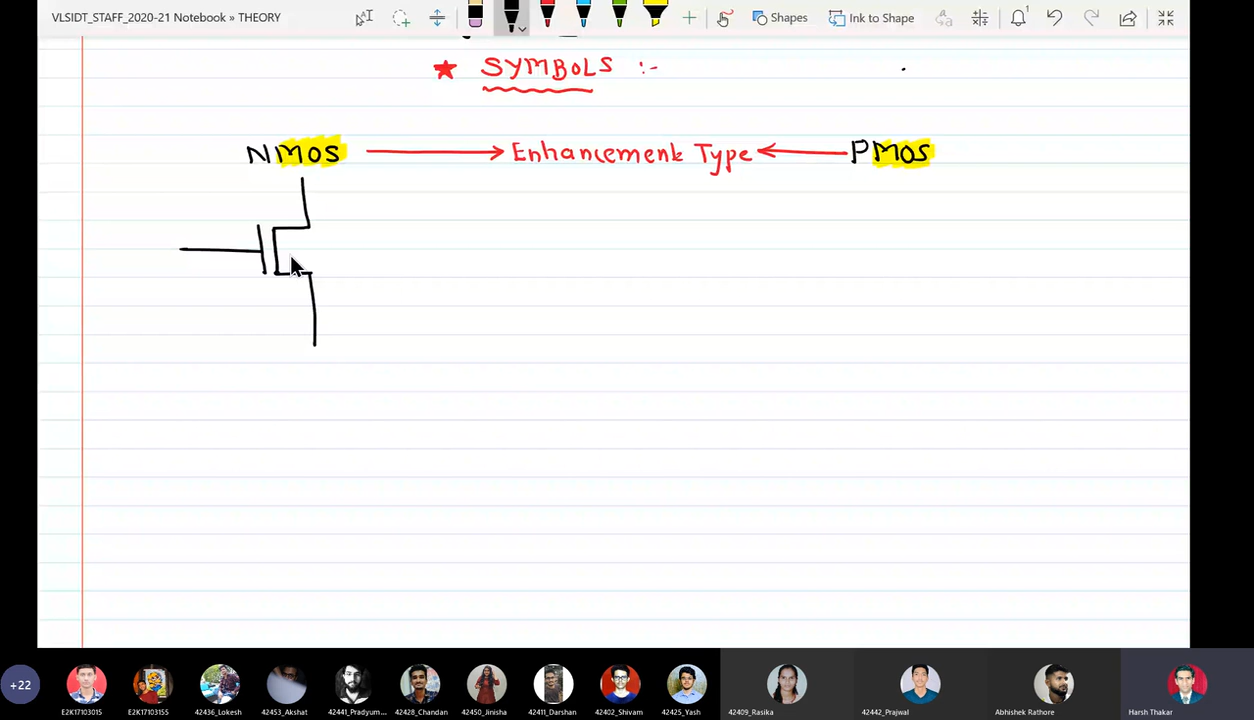 VLSIDT_STAFF_2020-21 Notebook » THEORY
Shapes
Ink to Shape
★ SYMBOLS :-
NMOS → Enhancement Type ← PMOS
+22
E2K17103015
E2K17103155
42436_Lokesh
42453_Akshat
42441_Pradyum...
42428_Chandan
42450_Jinisha
42411_Darshan
42402_Shivam
42425_Yash
42409_Rasika
42442_Prajwal
Abhishek Rathore
Harsh Thakar